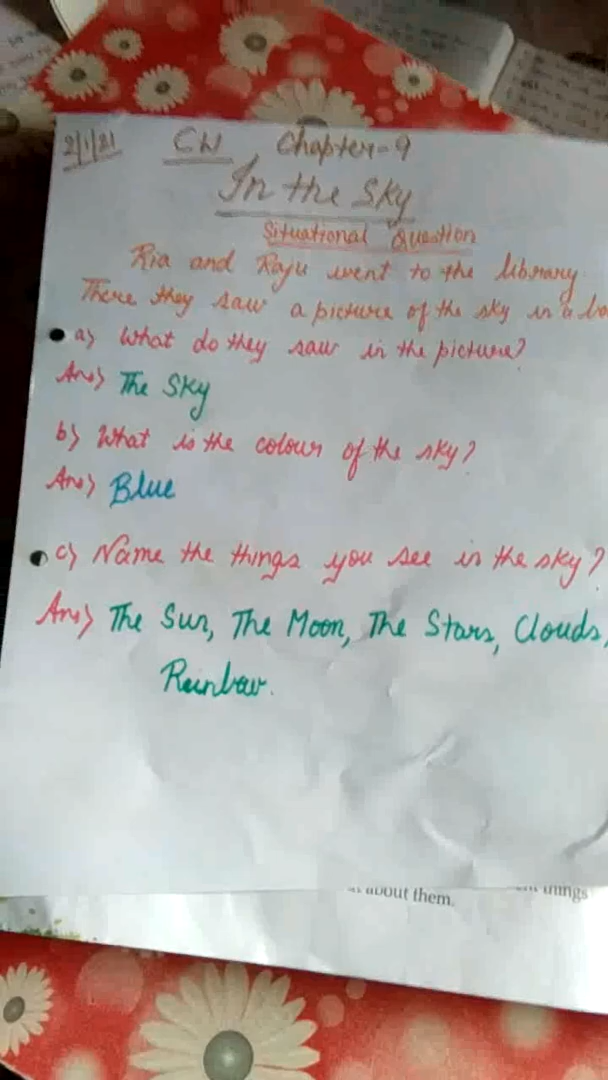 2/1/21 CW Chapter-9
In the Sky
Situational Question
Ria and Raju went to the library.
There they saw a picture of the sky in a
a) What do they saw in the picture?
Ans) The Sky
b) What is the colour of the sky?
Ans) Blue
c) Name the things you see in the sky?
Ans) The Sun, The Moon, The Stars, Clouds,
Rainbow.
about them.
things